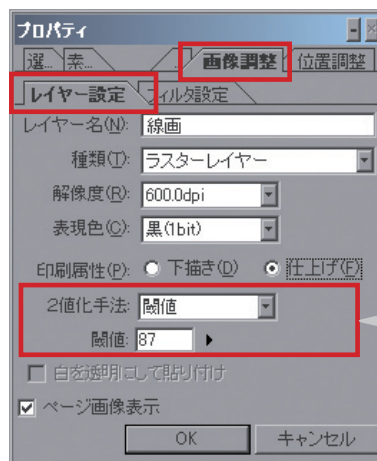 プロパティ
選... 素... / ... 画像調整 位置調整
レイヤー設定 フィルタ設定
レイヤー名(N): 線画
種類(T): ラスターレイヤー
解像度(R): 600.0dpi
表現色(C): 黒(1bit)
印刷属性(P): 下描き(D) 仕上げ(F)
2値化手法: 閾値
閾値: 87
白を透明にして貼り付け
ページ画像表示
OK キャンセル